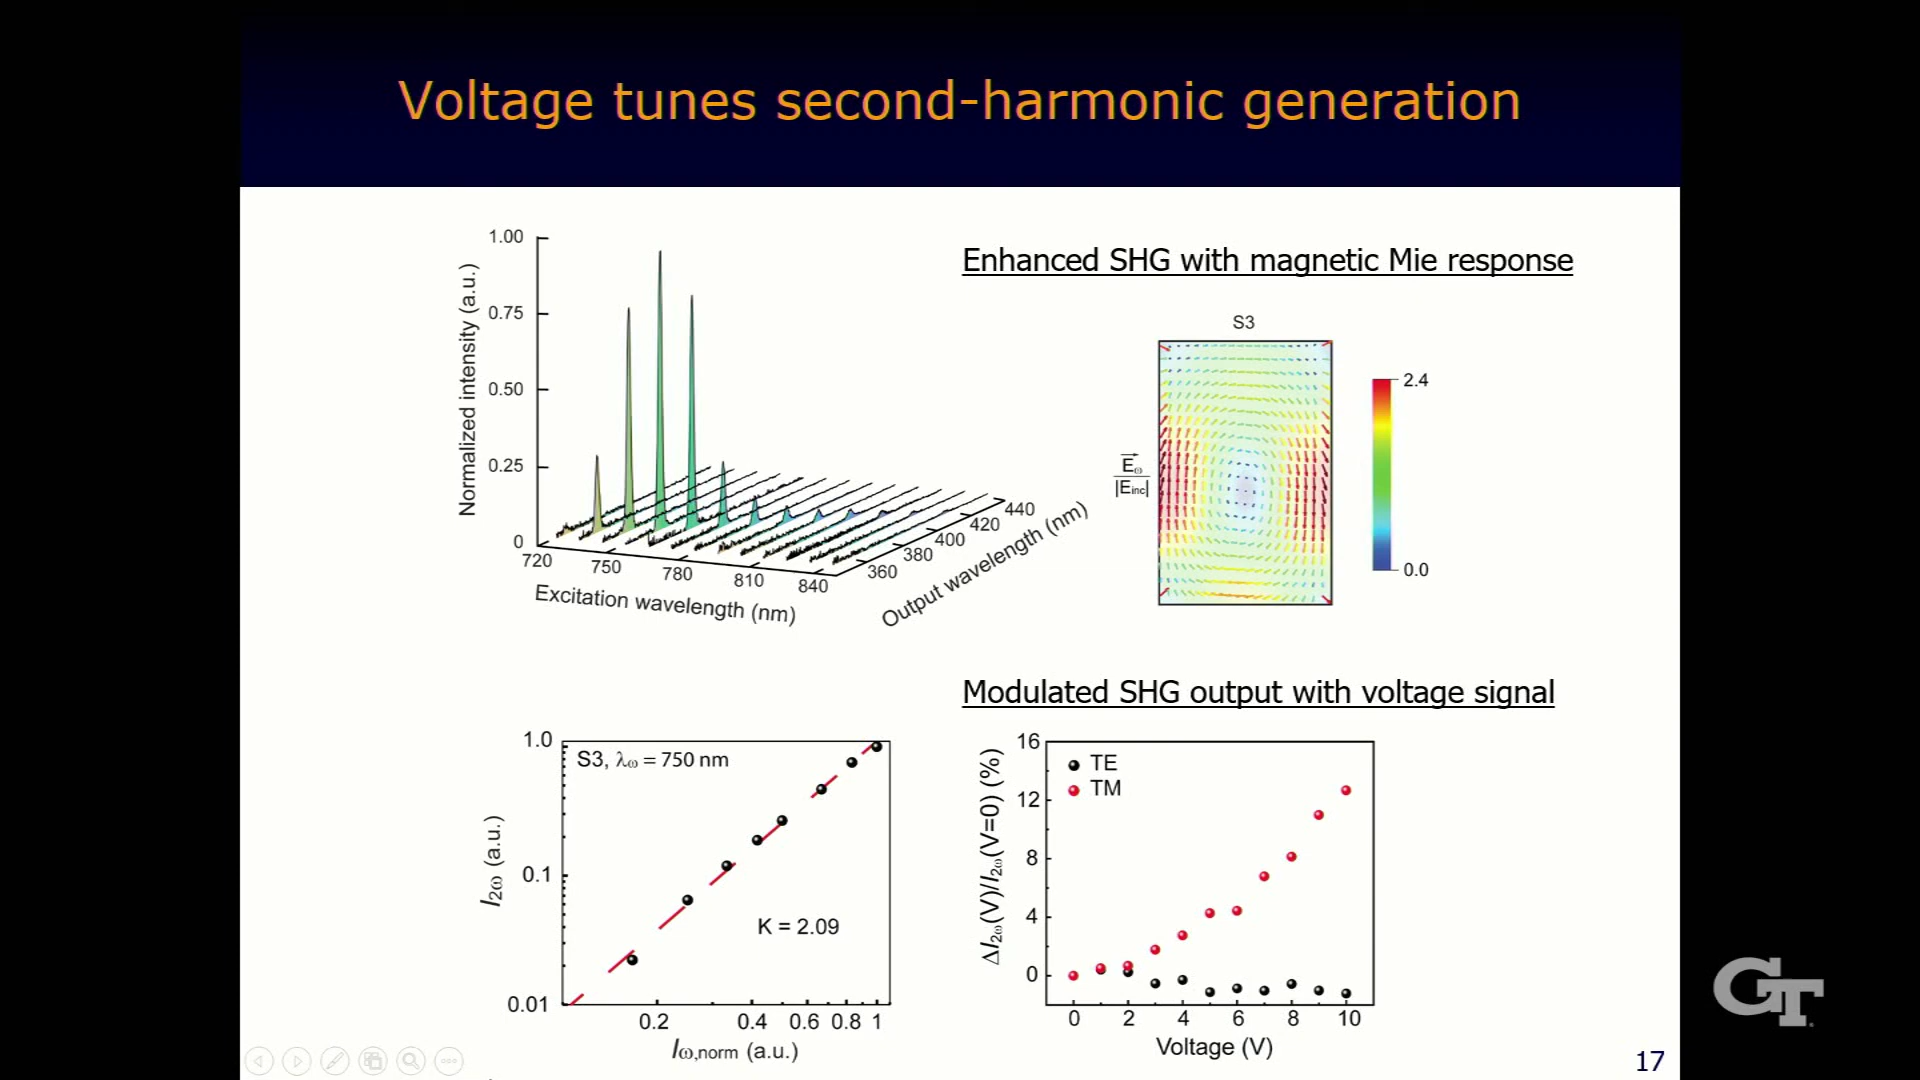 Voltage tunes second-harmonic generation
Normalized intensity (a.u.)
1.00
0.75
0.50
0.25
0
720
750
780
810
840
Excitation wavelength (nm)
360
380
400
420
440
Output wavelength (nm)
Enhanced SHG with magnetic Mie response
S3
E⃗ω
|Einc|
2.4
0.0
I2ω (a.u.)
1.0
0.1
0.01
S3, λω = 750 nm
K = 2.09
0.2 0.4 0.6 0.8 1
Iω,norm (a.u.)
Modulated SHG output with voltage signal
ΔI2ω(V)/I2ω(V=0) (%)
16
12
8
4
0
TE
TM
0 2 4 6 8 10
Voltage (V)
17
GT